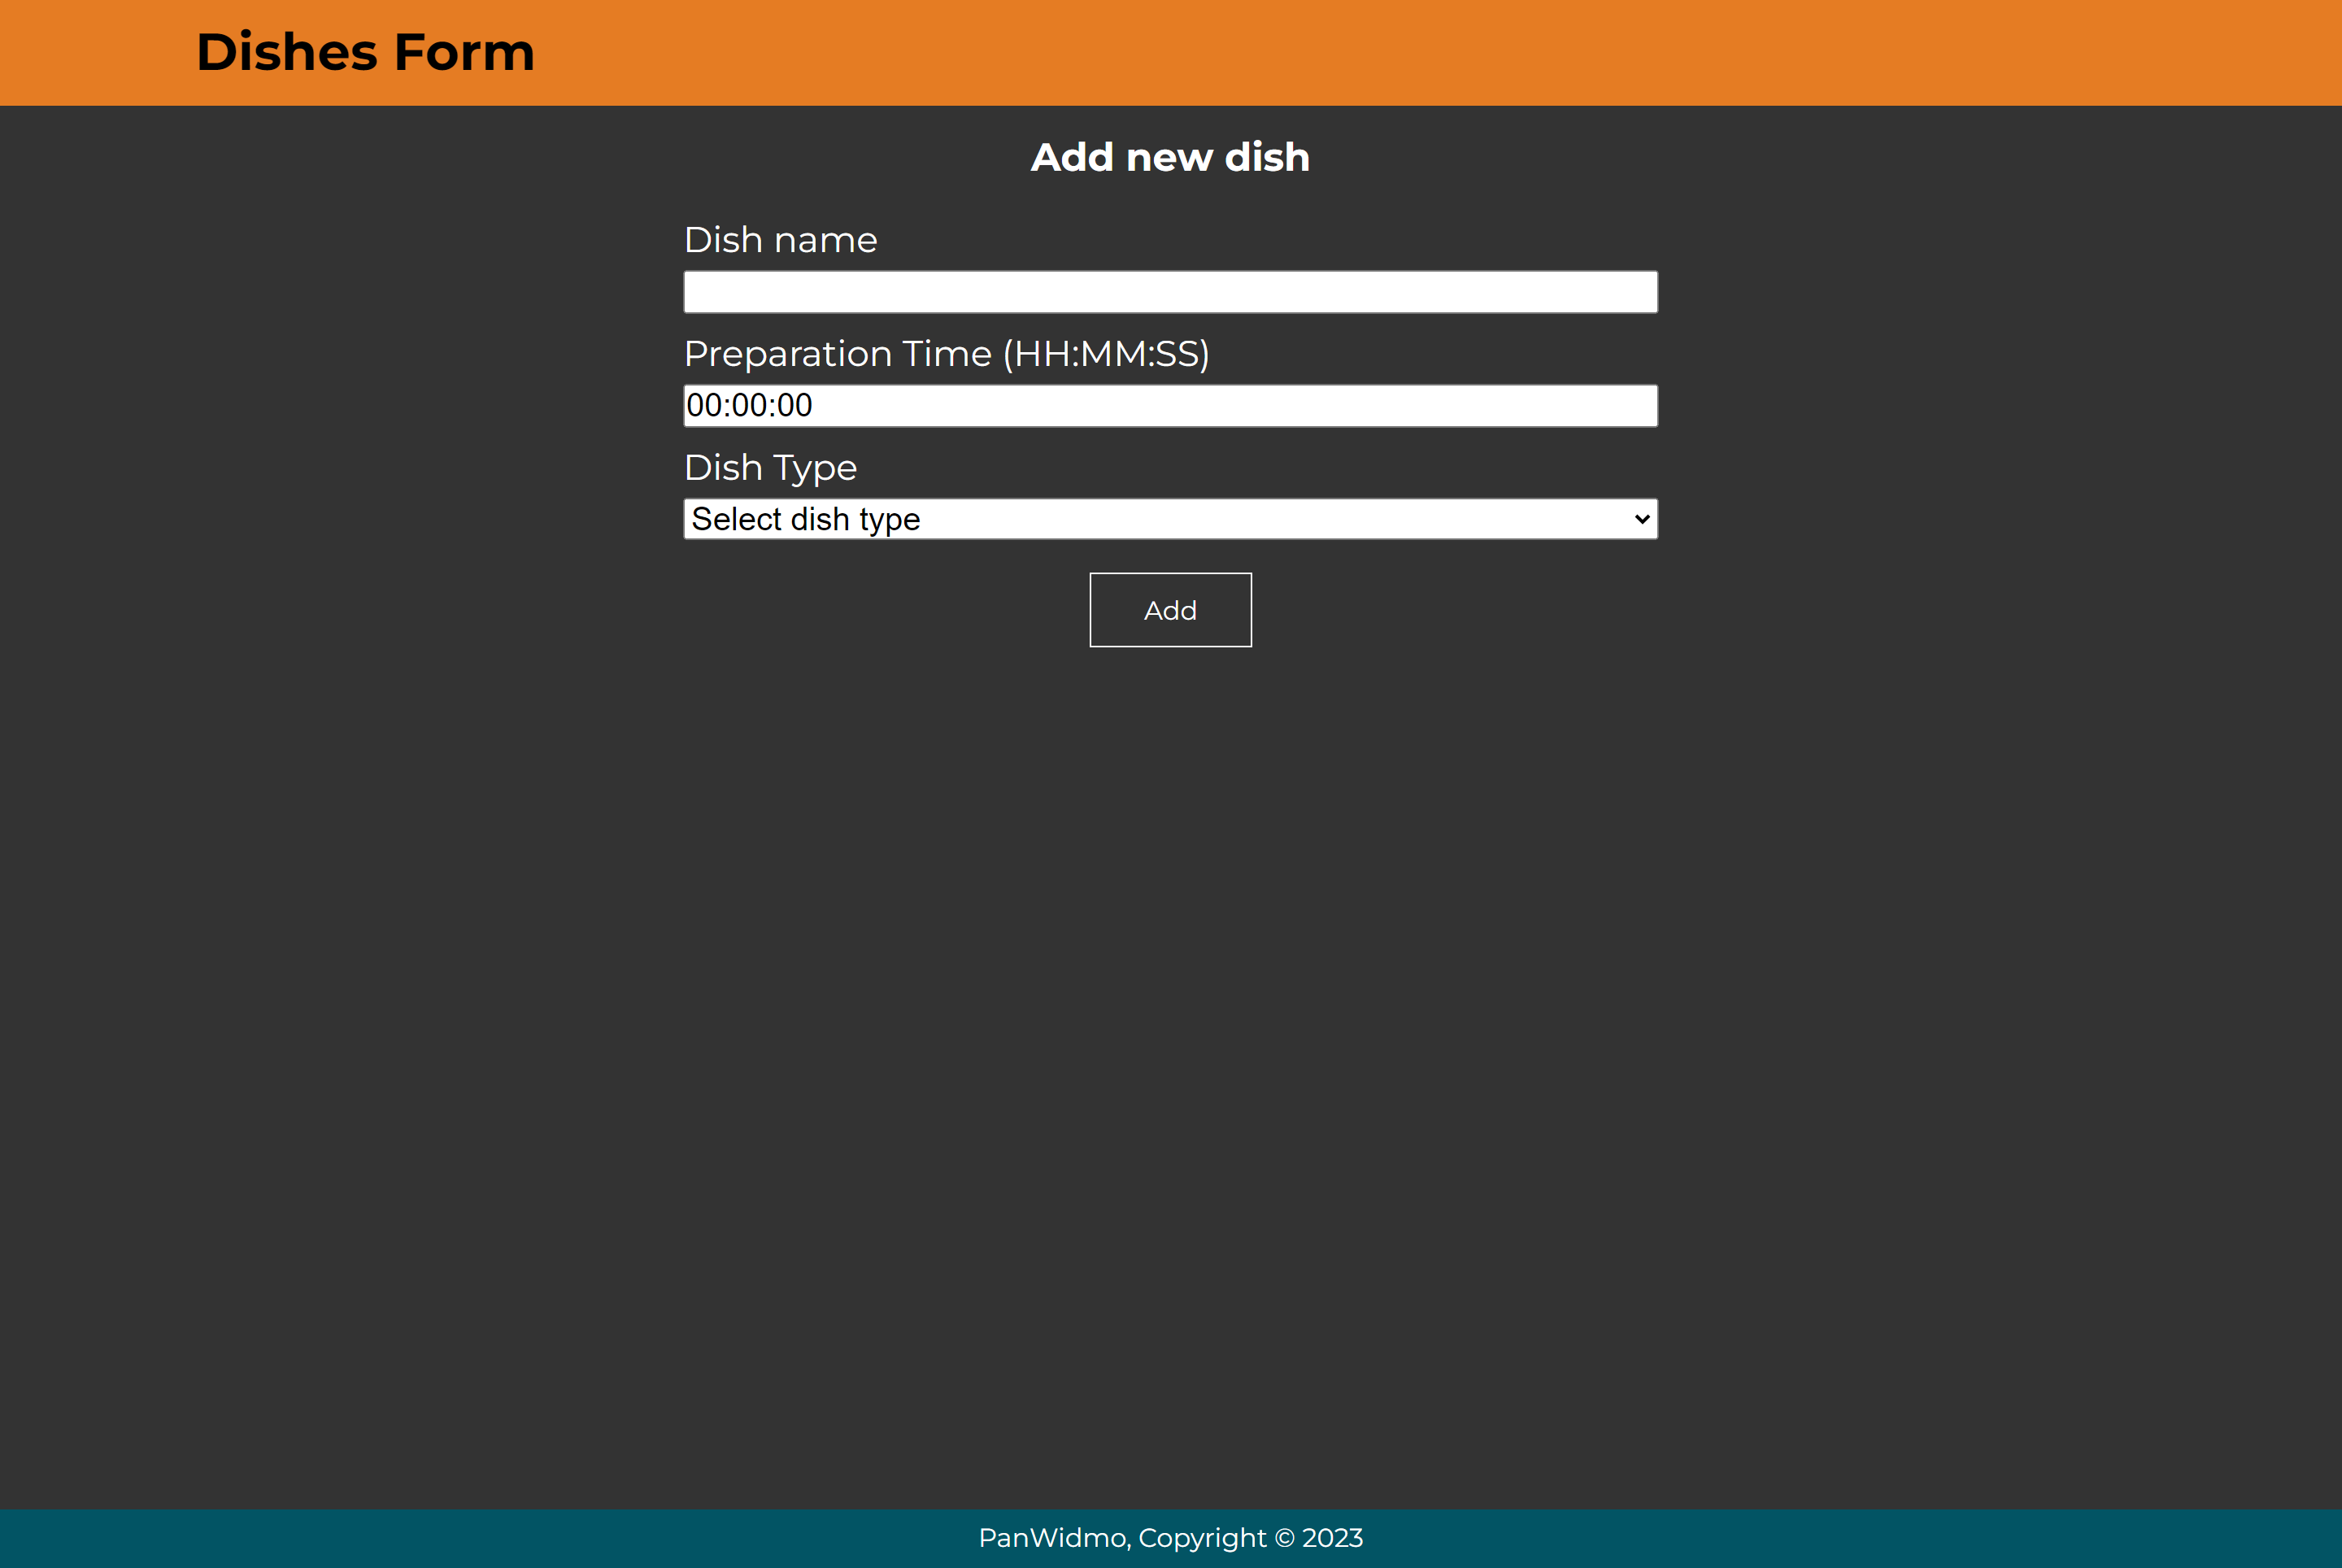 Dishes Form
Add new dish
Dish name
Preparation Time (HH:MM:SS)
00:00:00
Dish Type
Select dish type
Add
PanWidmo, Copyright © 2023